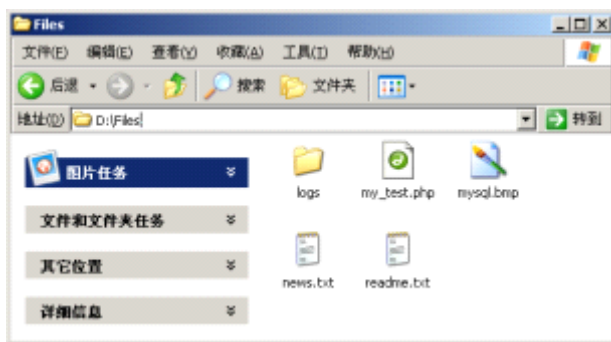 Files
文件(F) 编辑(E) 查看(V) 收藏(A) 工具(T) 帮助(H)
后退 搜索 文件夹
地址(D) D:\Files 转到
图片任务
logs my_test.php mysql.bmp
文件和文件夹任务
其它位置
news.txt readme.txt
详细信息